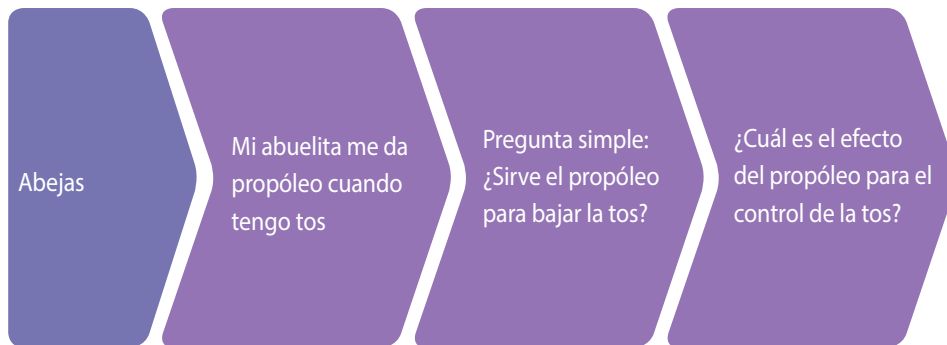 Abejas
Mi abuelita me da
propóleo cuando
tengo tos
Pregunta simple:
¿Sirve el propóleo
para bajar la tos?
¿Cuál es el efecto
del propóleo para el
control de la tos?